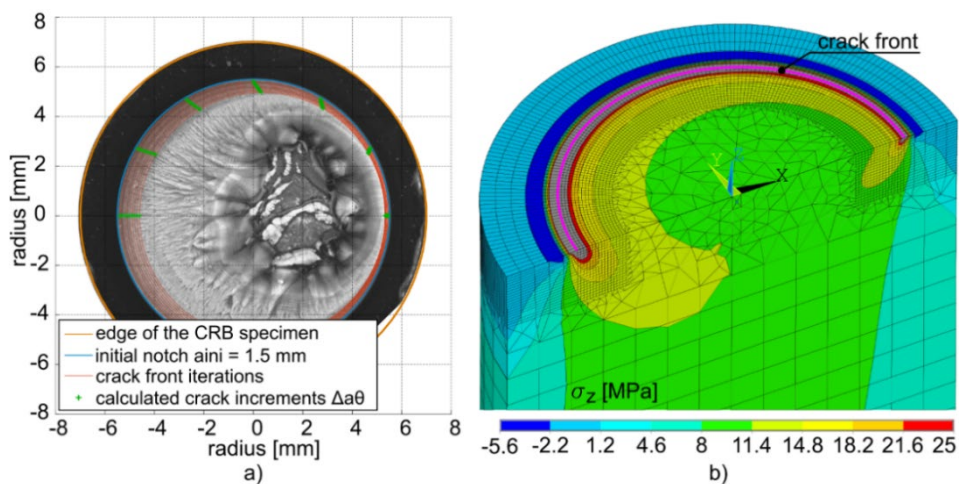 8
6
4
2
0
-2
-4
-6
-8
radius [mm]
edge of the CRB specimen
initial notch aini = 1.5 mm
crack front iterations
calculated crack increments Δaθ
-8 -6 -4 -2 0 2 4 6 8
radius [mm]
a)
crack front
Y
X
σz [MPa]
-5.6 -2.2 1.2 4.6 8 11.4 14.8 18.2 21.6 25
b)